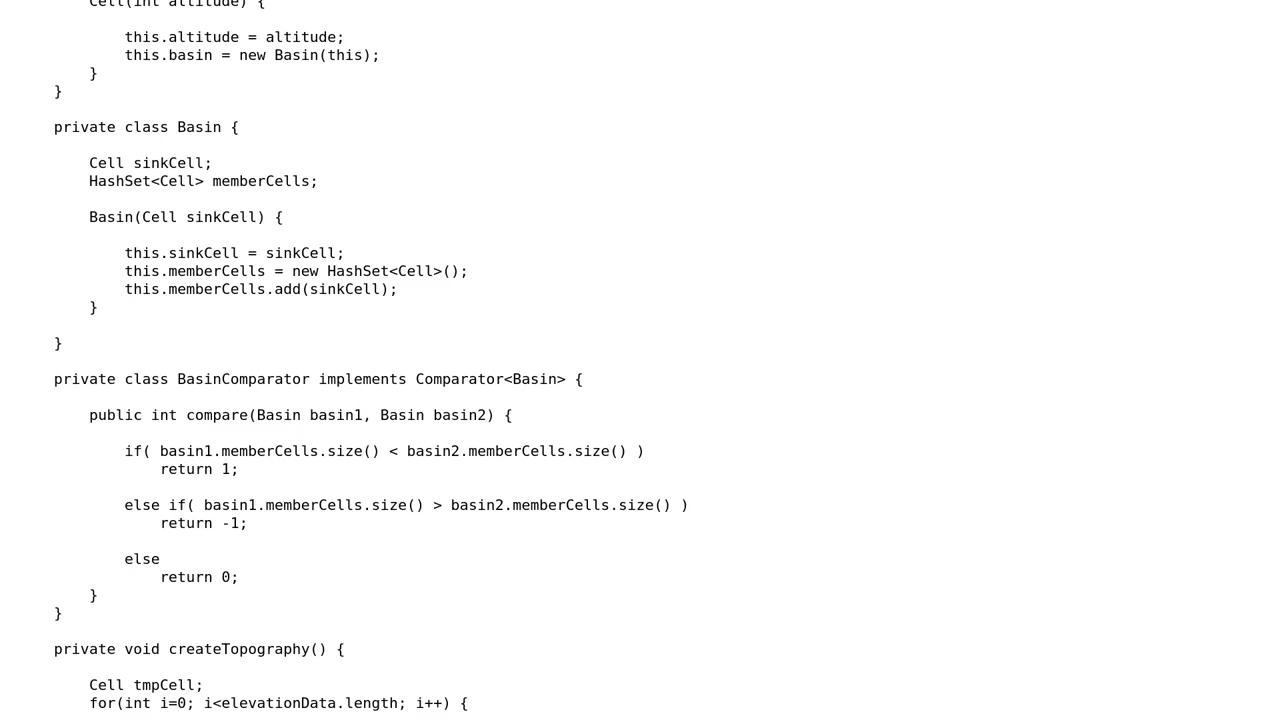 Cell(int altitude) {
this.altitude = altitude;
this.basin = new Basin(this);
}
}
private class Basin {
Cell sinkCell;
HashSet<Cell> memberCells;
Basin(Cell sinkCell) {
this.sinkCell = sinkCell;
this.memberCells = new HashSet<Cell>();
this.memberCells.add(sinkCell);
}
}
private class BasinComparator implements Comparator<Basin> {
public int compare(Basin basin1, Basin basin2) {
if( basin1.memberCells.size() < basin2.memberCells.size() )
return 1;
else if( basin1.memberCells.size() > basin2.memberCells.size() )
return -1;
else
return 0;
}
}
private void createTopography() {
Cell tmpCell;
for(int i=0; i<elevationData.length; i++) {